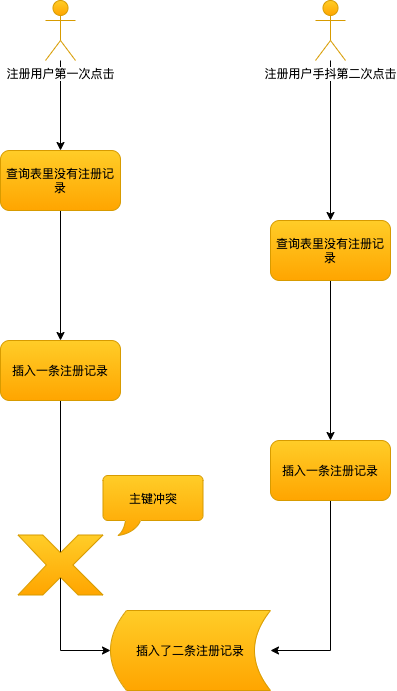 注册用户第一次点击
注册用户手抖第二次点击
查询表里没有注册记
录
查询表里没有注册记
录
插入一条注册记录
插入一条注册记录
主键冲突
插入了二条注册记录